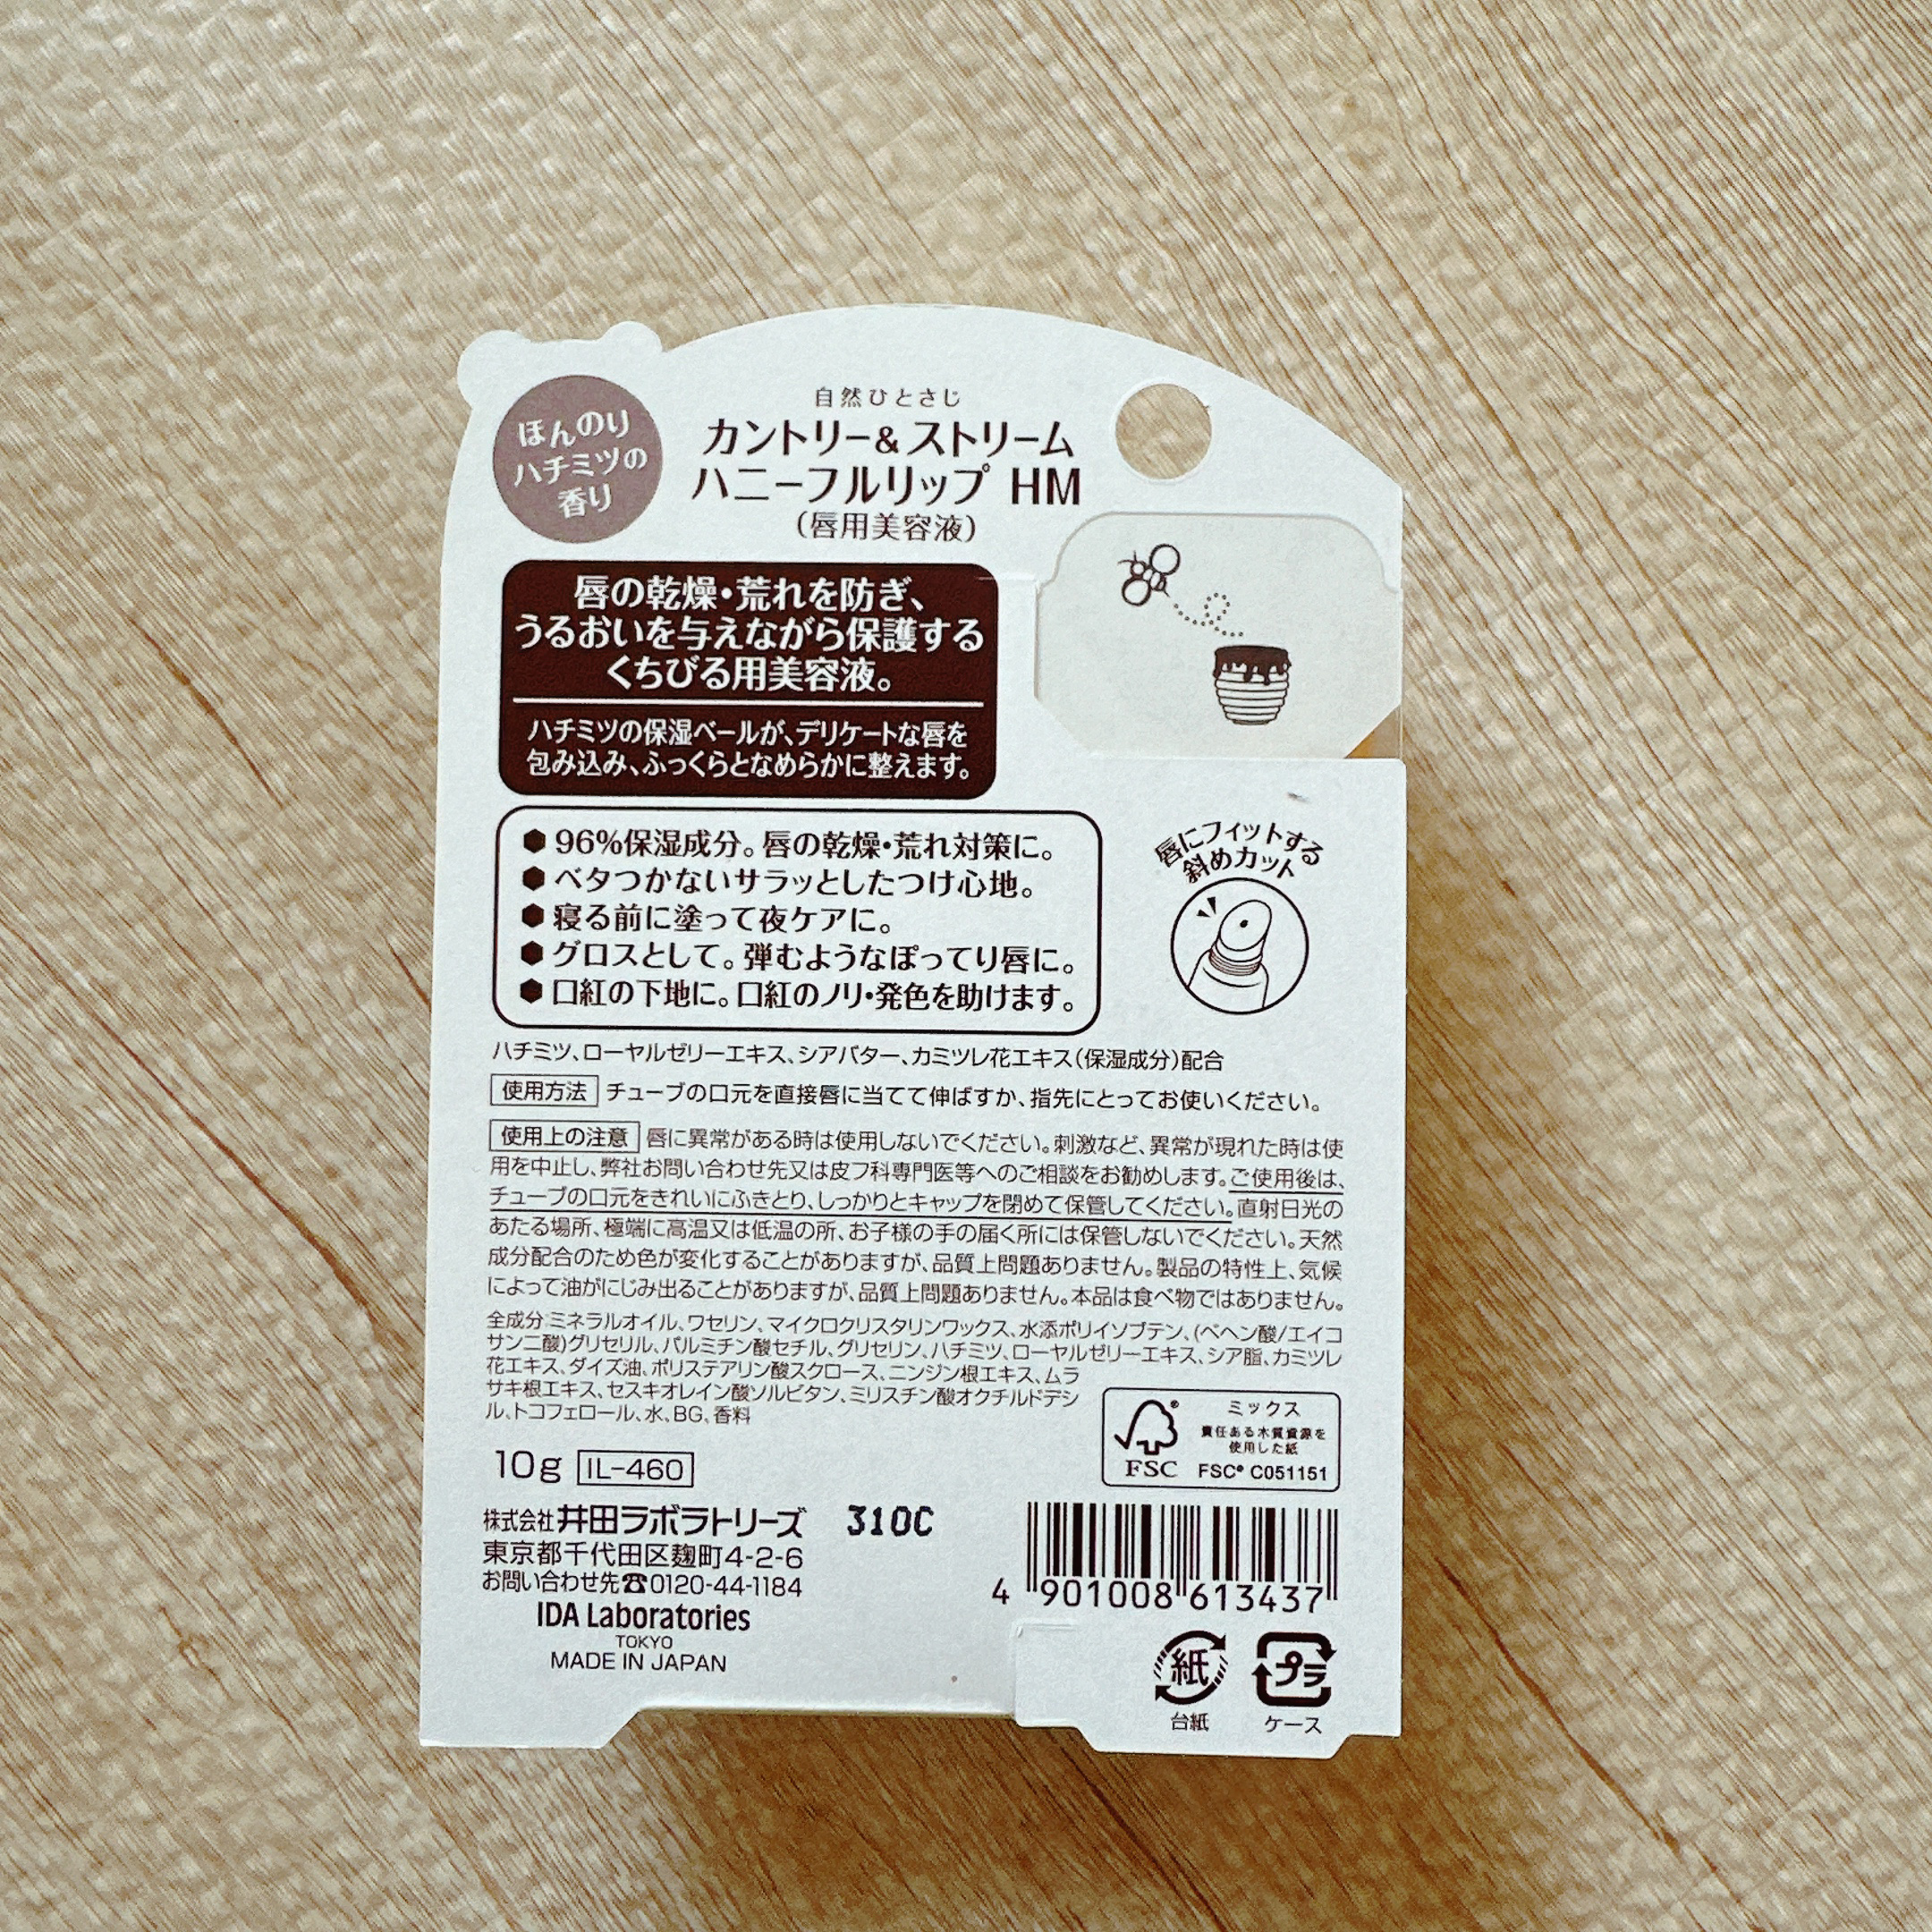 ほんのり
ハチミツの
香り
自然ひとさじ
カントリー&ストリーム
ハニーフルリップ HM
(唇用美容液)
唇の乾燥・荒れを防ぎ、
うるおいを与えながら保護する
くちびる用美容液。
ハチミツの保湿ベールが、デリケートな唇を
包み込み、ふっくらとなめらかに整えます。
● 96%保湿成分。唇の乾燥・荒れ対策に。
● ベタつかないサラッとしたつけ心地。
● 寝る前に塗って夜ケアに。
● グロスとして。弾むようなぽってり唇に。
● 口紅の下地に。口紅のノリ・発色を助けます。
唇にフィットする
斜めカット
ハチミツ、ローヤルゼリーエキス、シアバター、カミツレ花エキス(保湿成分)配合
使用方法 チューブの口元を直接唇に当てて伸ばすか、指先にとってお使いください。
使用上の注意 唇に異常がある時は使用しないでください。刺激など、異常が現れた時は使
用を中止し、弊社お問い合わせ先又は皮フ科専門医等へのご相談をお勧めします。ご使用後は、
チューブの口元をきれいにふきとり、しっかりとキャップを閉めて保管してください。直射日光の
あたる場所、極端に高温又は低温の所、お子様の手の届く所には保管しないでください。天然
成分配合のため色が変化することがありますが、品質上問題ありません。製品の特性上、気候
によって油がにじみ出ることがありますが、品質上問題ありません。本品は食べ物ではありません。
全成分:ミネラルオイル、ワセリン、マイクロクリスタリンワックス、水添ポリイソブテン、(ベヘン酸/エイコ
サン二酸)グリセリル、パルミチン酸セチル、グリセリン、ハチミツ、ローヤルゼリーエキス、シア脂、カミツレ
花エキス、ダイズ油、ポリステアリン酸スクロース、ニンジン根エキス、ムラ
サキ根エキス、セスキオレイン酸ソルビタン、ミリスチン酸オクチルドデシ
ル、トコフェロール、水、BG、香料
FSC
ミックス
責任ある木質資源を
使用した紙
FSC® C051151
10g IL-460
株式会社井田ラボラトリーズ 310C
東京都千代田区麹町4-2-6
お問い合わせ先☎0120-44-1184
IDA Laboratories
TOKYO
MADE IN JAPAN
4 901008 613437
紙
台紙
プラ
ケース